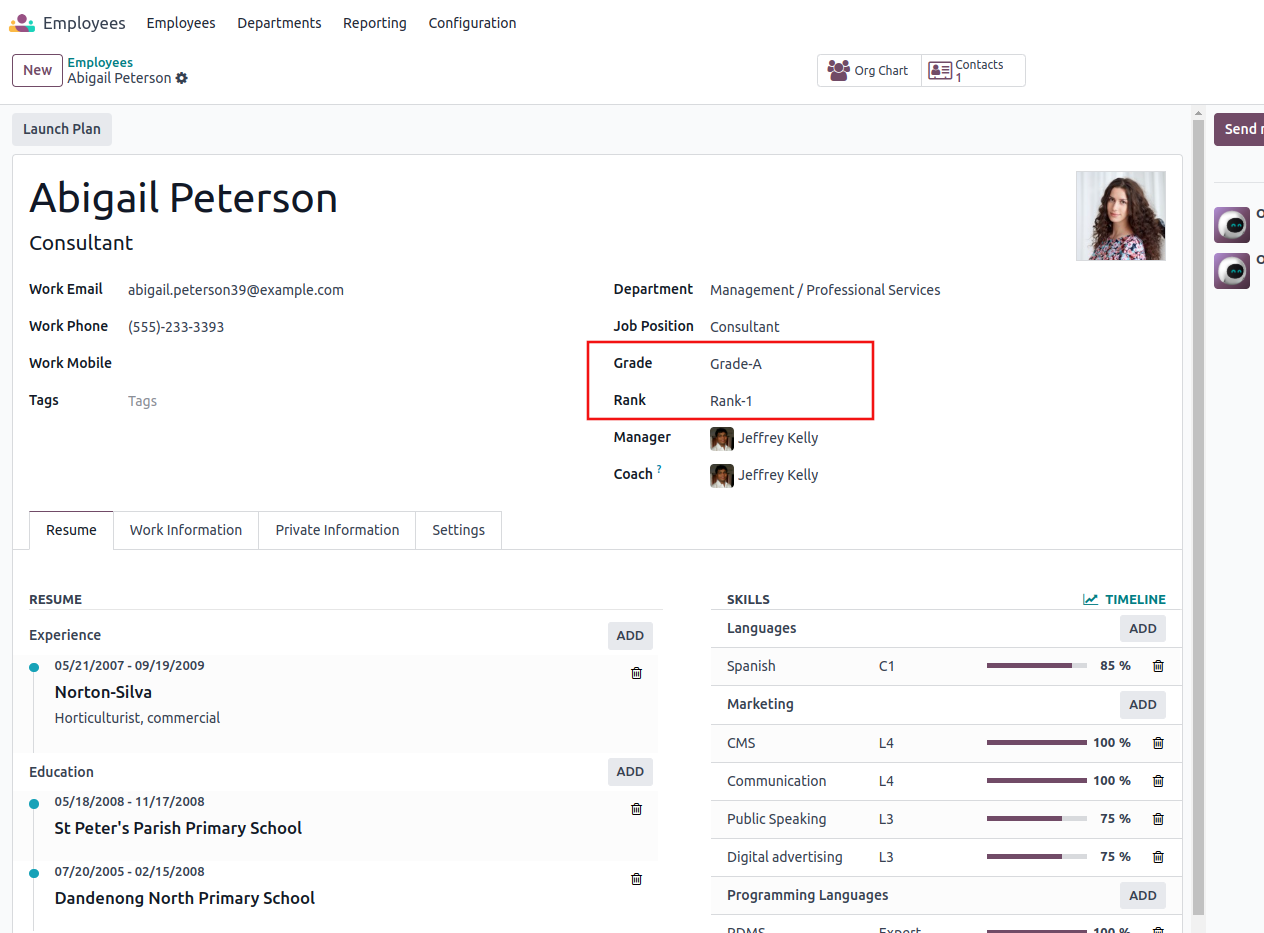 Employees Employees Departments Reporting Configuration
New Employees
Abigail Peterson
Org Chart Contacts
1
Launch Plan
Send
Abigail Peterson
Consultant
Work Email abigail.peterson39@example.com
Work Phone (555)-233-3393
Work Mobile
Tags Tags
Department Management / Professional Services
Job Position Consultant
Grade Grade-A
Rank Rank-1
Manager Jeffrey Kelly
Coach ? Jeffrey Kelly
Resume Work Information Private Information Settings
RESUME
Experience ADD
05/21/2007 - 09/19/2009
Norton-Silva
Horticulturist, commercial
Education ADD
05/18/2008 - 11/17/2008
St Peter's Parish Primary School
07/20/2005 - 02/15/2008
Dandenong North Primary School
SKILLS TIMELINE
Languages ADD
Spanish C1 85 %
Marketing ADD
CMS L4 100 %
Communication L4 100 %
Public Speaking L3 75 %
Digital advertising L3 75 %
Programming Languages ADD
RDMS Expert 100 %